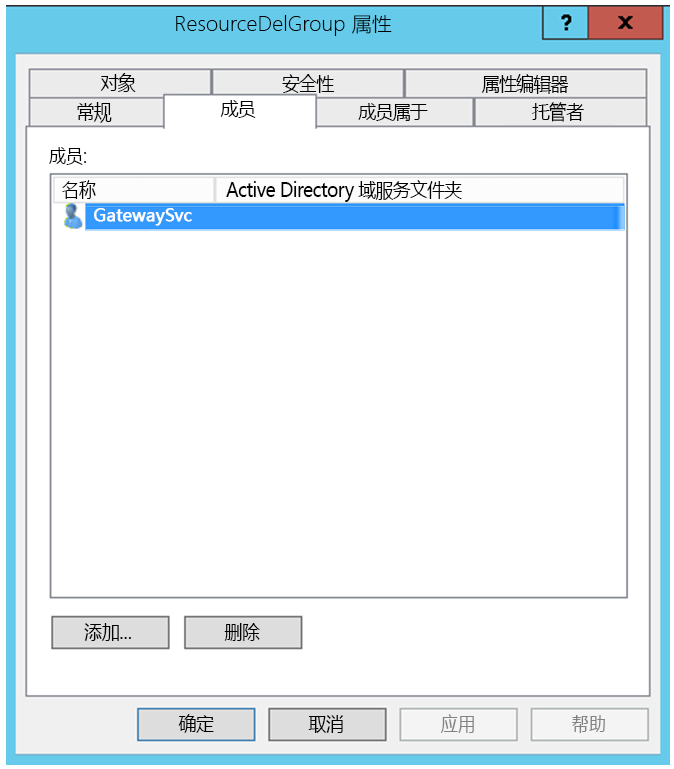 ResourceDelGroup 属性
?
x
对象 安全性 属性编辑器
常规 成员 成员属于 托管者
成员:
名称 Active Directory 域服务文件夹
GatewaySvc
添加... 删除
确定 取消 应用 帮助